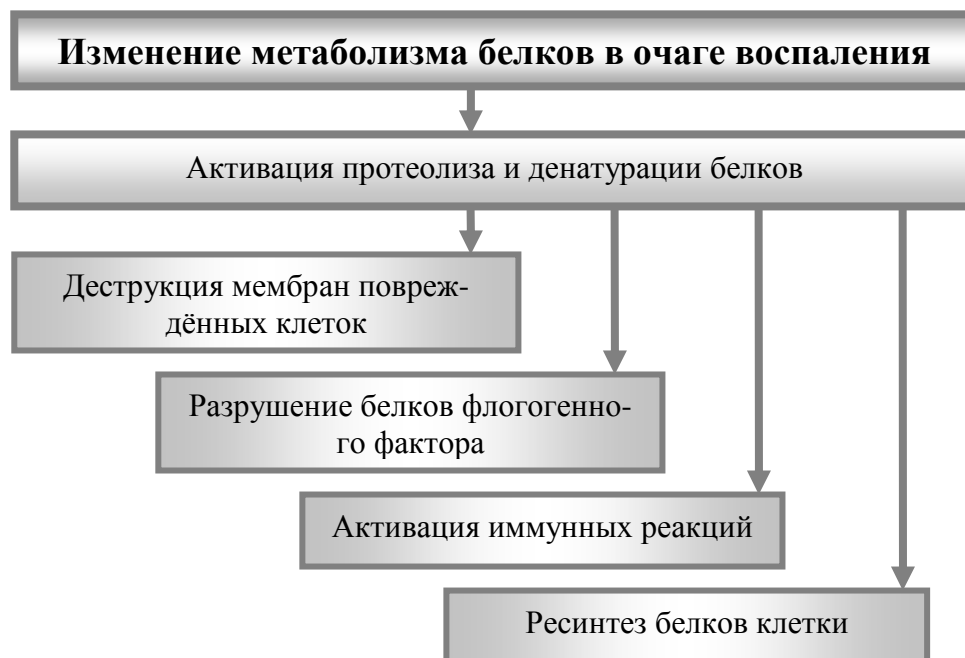 Изменение метаболизма белков в очаге воспаления
Активация протеолиза и денатурации белков
Деструкция мембран повреж-
дённых клеток
Разрушение белков флогогенно-
го фактора
Активация иммунных реакций
Ресинтез белков клетки